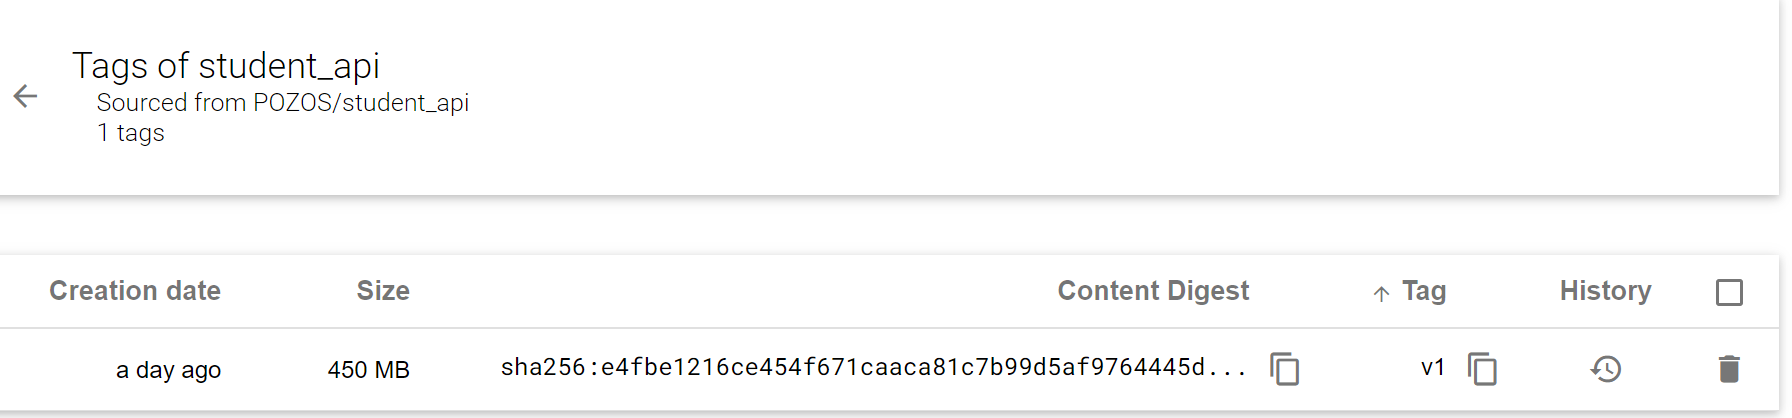 Tags of student_api
Sourced from POZOS/student_api
1 tags
Creation date Size Content Digest Tag History
a day ago 450 MB sha256:e4fbe1216ce454f671caaca81c7b99d5af9764445d... v1